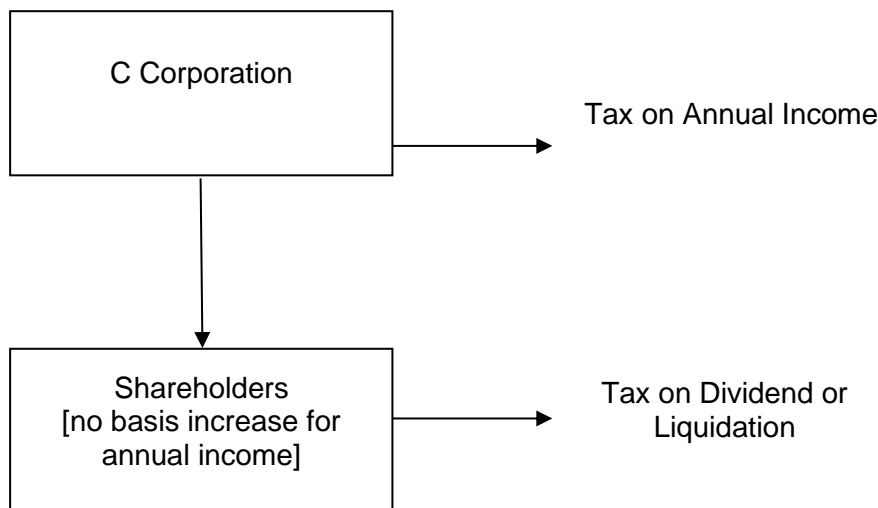 C Corporation
Tax on Annual Income
Shareholders
[no basis increase for
annual income]
Tax on Dividend or
Liquidation